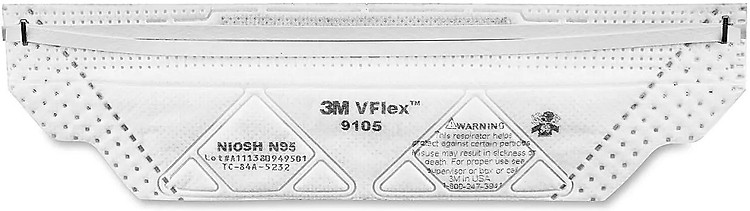 3M VFlex™
9105
NIOSH N95
Lot#A111380949501
TC-84A-5232
⚠WARNING
This respirator helps
protect against certain particles.
Misuse may result in sickness or
death. For proper use see
supervisor or box or call
3M in USA
1-800-247-3941